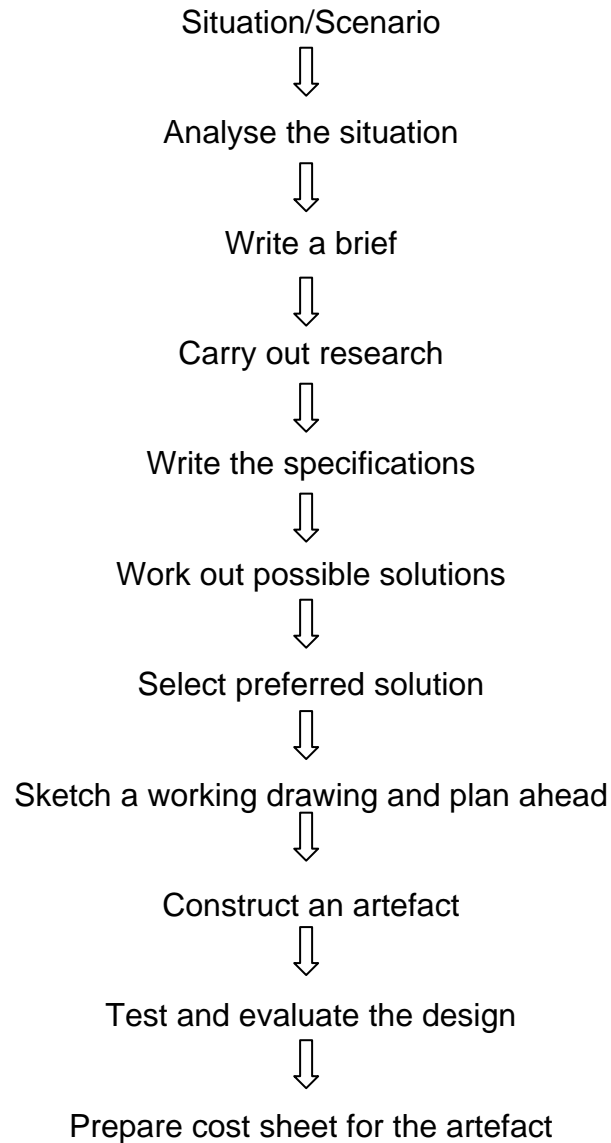 Situation/Scenario
Analyse the situation
Write a brief
Carry out research
Write the specifications
Work out possible solutions
Select preferred solution
Sketch a working drawing and plan ahead
Construct an artefact
Test and evaluate the design
Prepare cost sheet for the artefact